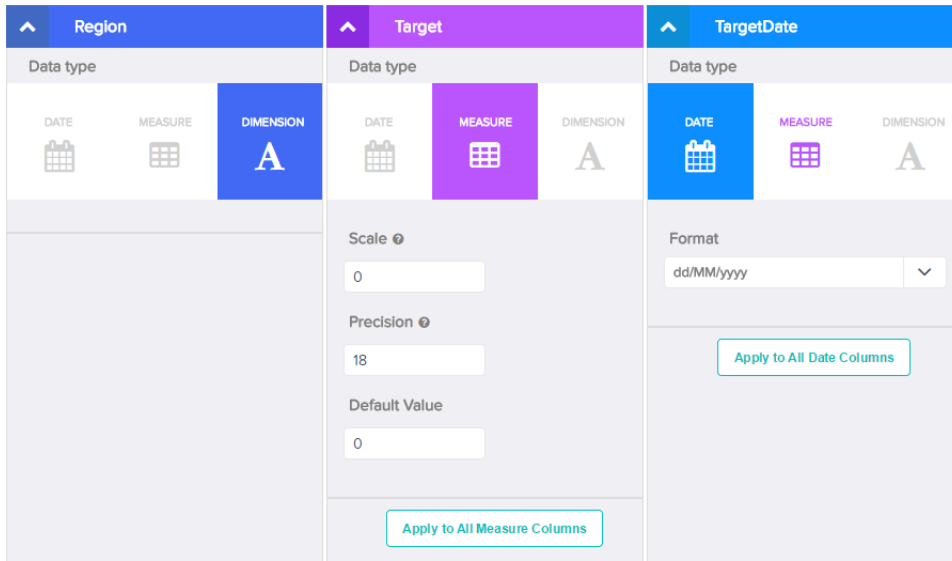 Region
Data type
DATE
MEASURE
DIMENSION
A
Target
Data type
DATE
MEASURE
DIMENSION
A
Scale ?
0
Precision ?
18
Default Value
0
Apply to All Measure Columns
TargetDate
Data type
DATE
MEASURE
DIMENSION
A
Format
dd/MM/yyyy
Apply to All Date Columns